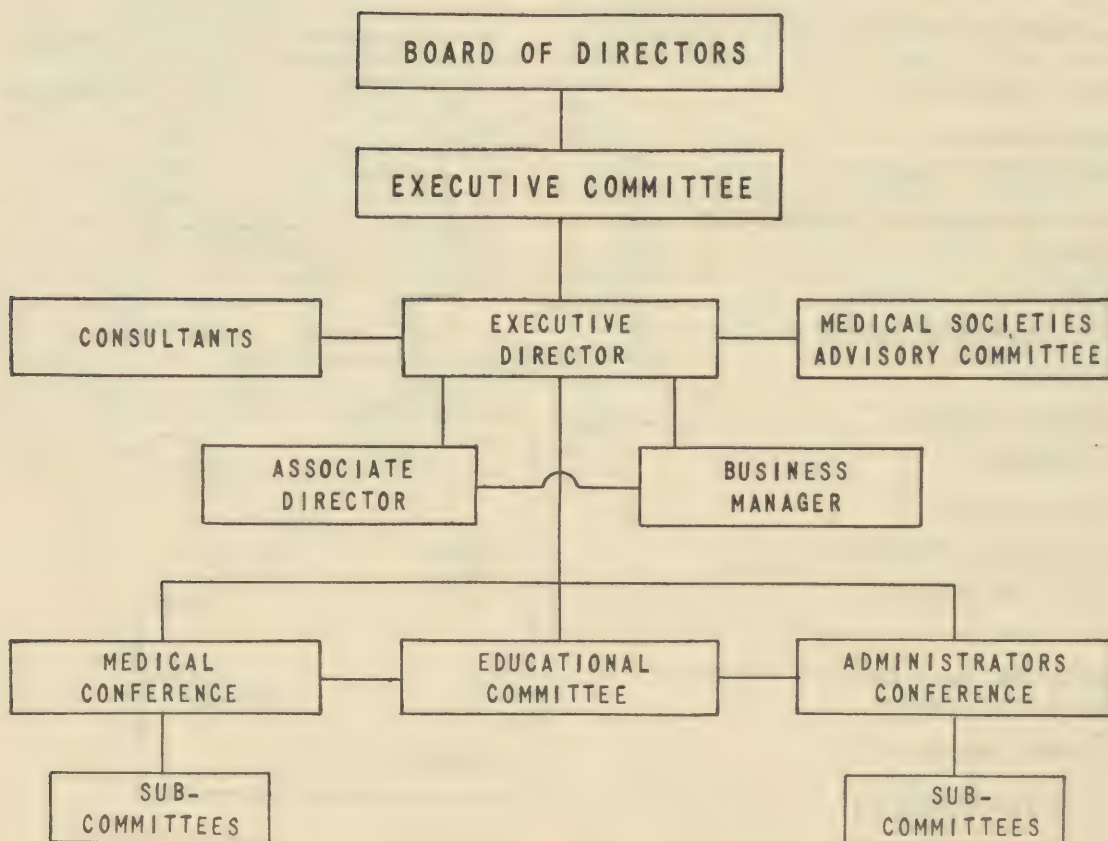 BOARD OF DIRECTORS
EXECUTIVE COMMITTEE
CONSULTANTS
EXECUTIVE
DIRECTOR
MEDICAL SOCIETIES
ADVISORY COMMITTEE
ASSOCIATE
DIRECTOR
BUSINESS
MANAGER
MEDICAL
CONFERENCE
EDUCATIONAL
COMMITTEE
ADMINISTRATORS
CONFERENCE
SUB-
COMMITTEES
SUB-
COMMITTEES